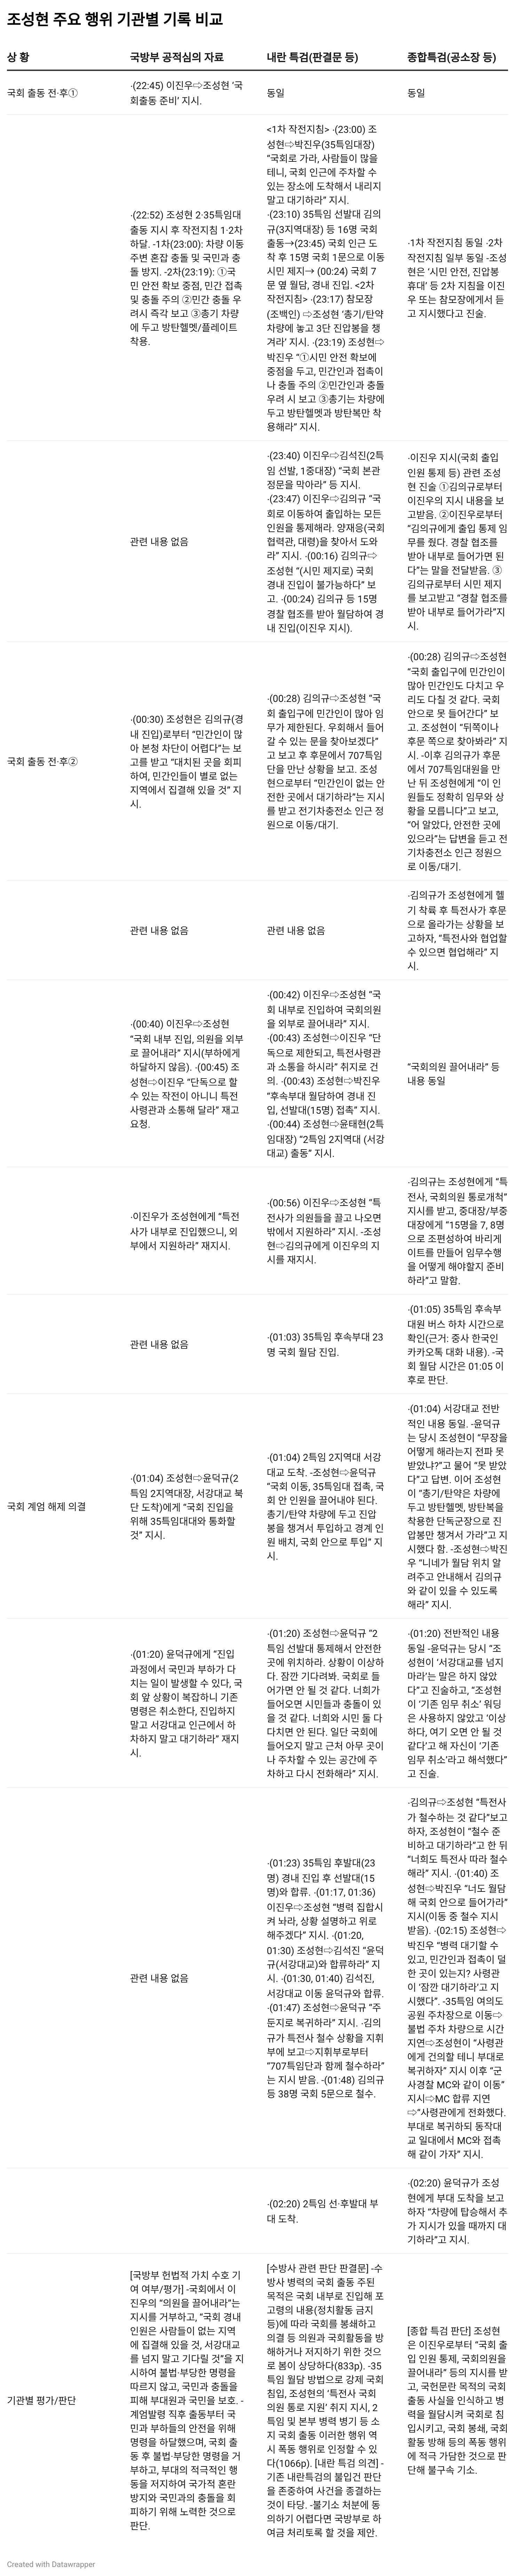 조성현 주요 행위 기관별 기록 비교
상 황
국방부 공적심의 자료
내란 특검(판결문 등)
종합특검(공소장 등)
국회 출동 전·후①
·(22:45) 이진우⇨조성현 ‘국
회출동 준비’ 지시.
동일
동일
·(22:52) 조성현 2·35특임대
출동 지시 후 작전지침 1·2차
하달. -1차(23:00): 차량 이동
주변 혼잡 충돌 및 국민과 충
돌 방지. -2차(23:19): ①국
민 안전 확보 중점, 민간 접촉
및 충돌 주의 ②민간 충돌 우
려시 즉각 보고 ③총기 차량
에 두고 방탄헬멧/플레이트
착용.
<1차 작전지침> ·(23:00) 조
성현⇨박진우(35특임대장)
“국회로 가라, 사람들이 많을
테니, 국회 인근에 주차할 수
있는 장소에 도착해서 내리지
말고 대기하라” 지시.
·(23:10) 35특임 선발대 김의
규(3지역대장) 등 16명 국회
출동→(23:45) 국회 인근 도
착 후 15명 국회 1문으로 이동
시민 제지→ (00:24) 국회 7
문 옆 월담, 경내 진입. <2차
작전지침> ·(23:17) 참모장
(조백인) ⇨조성현 ‘총기/탄약
차량에 놓고 3단 진압봉을 챙
겨라’ 지시. ·(23:19) 조성현⇨
박진우 “①시민 안전 확보에
중점을 두고, 민간인과 접촉이
나 충돌 주의 ②민간인과 충돌
우려 시 보고 ③총기는 차량에
두고 방탄헬멧과 방탄복만 착
용해라” 지시.
·1차 작전지침 동일 ·2차
작전지침 일부 동일 -조성
현은 ‘시민 안전, 진압봉
휴대’ 등 2차 지침을 이진
우 또는 참모장에게서 듣
고 지시했다고 진술.
관련 내용 없음
·(23:40) 이진우⇨김석진(2특
임 선발, 1중대장) “국회 본관
정문을 막아라” 등 지시.
·(23:47) 이진우⇨김의규 “국
회로 이동하여 출입하는 모든
인원을 통제해라. 양재응(국회
협력관, 대령)을 찾아서 도와
라” 지시. ·(00:16) 김의규⇨
조성현 “(시민 제지로) 국회
경내 진입이 불가능하다” 보
고. ·(00:24) 김의규 등 15명
경찰 협조를 받아 월담하여 경
내 진입(이진우 지시).
·이진우 지시(국회 출입
인원 통제 등) 관련 조성
현 진술 ①김의규로부터
이진우의 지시 내용을 보
고받음. ②이진우로부터
“김의규에게 출입 통제 임
무를 줬다. 경찰 협조를
받아 내부로 들어가면 된
다”는 말을 전달받음. ③
김의규로부터 시민 제지
를 보고받고 “경찰 협조를
받아 내부로 들어가라”지
시.
국회 출동 전·후②
·(00:30) 조성현은 김의규(경
내 진입)로부터 “민간인이 많
아 본청 차단이 어렵다”는 보
고를 받고 “대치된 곳을 회피
하여, 민간인들이 별로 없는
지역에서 집결해 있을 것” 지
시.
·(00:28) 김의규⇨조성현 “국
회 출입구에 민간인이 많아 임
무가 제한된다. 우회해서 들어
갈 수 있는 문을 찾아보겠다”
고 보고 후 후문에서 707특임
단을 만난 상황을 보고. 조성
현으로부터 “민간인이 없는 안
전한 곳에서 대기하라”는 지시
를 받고 전기차충전소 인근 정
원으로 이동/대기.
·(00:28) 김의규⇨조성현
“국회 출입구에 민간인이
많아 민간인도 다치고 우
리도 다칠 것 같다. 국회
안으로 못 들어간다” 보
고. 조성현이 “뒤쪽이나
후문 쪽으로 찾아봐라” 지
시. -이후 김의규가 후문
에서 707특임대원을 만
난 뒤 조성현에게 “이 인
원들도 정확히 임무와 상
황을 모릅니다”고 보고,
“어 알았다, 안전한 곳에
있으라”는 답변을 듣고 전
기차충전소 인근 정원으
로 이동/대기.
관련 내용 없음
관련 내용 없음
·김의규가 조성현에게 헬
기 착륙 후 특전사가 후문
으로 올라가는 상황을 보
고하자, “특전사와 협업할
수 있으면 협업해라” 지
시.
·(00:40) 이진우⇨조성현
“국회 내부 진입, 의원을 외부
로 끌어내라” 지시(부하에게
하달하지 않음). ·(00:45) 조
성현⇨이진우 “단독으로 할
수 있는 작전이 아니니 특전
사령관과 소통해 달라” 재고
요청.
·(00:42) 이진우⇨조성현 “국
회 내부로 진입하여 국회의원
을 외부로 끌어내라” 지시.
·(00:43) 조성현⇨이진우 “단
독으로 제한되고, 특전사령관
과 소통을 하시라” 취지로 건
의. ·(00:43) 조성현⇨박진우
“후속부대 월담하여 경내 진
입, 선발대(15명) 접촉” 지시.
·(00:44) 조성현⇨윤태현(2특
임대장) “2특임 2지역대 (서강
대교) 출동” 지시.
“국회의원 끌어내라” 등
내용 동일
·이진우가 조성현에게 “특전
사가 내부로 진입했으니, 외
부에서 지원하라” 재지시.
·(00:56) 이진우⇨조성현 “특
전사가 의원들을 끌고 나오면
밖에서 지원하라” 지시. -조성
현⇨김의규에게 이진우의 지
시를 재지시.
·김의규는 조성현에게 “특
전사, 국회의원 통로개척”
지시를 받고, 중대장/부중
대장에게 “15명을 7, 8명
으로 조편성하여 바리게
이트를 만들어 임무수행
을 어떻게 해야할지 준비
하라”고 말함.
관련 내용 없음
·(01:03) 35특임 후속부대 23
명 국회 월담 진입.
·(01:05) 35특임 후속부
대원 버스 하차 시간으로
확인(근거: 중사 한국인
카카오톡 대화 내용). -국
회 월담 시간은 01:05 이
후로 판단.
국회 계엄 해제 의결
·(01:04) 조성현⇨윤덕규(2
특임 2지역대장, 서강대교 북
단 도착)에게 “국회 진입을
위해 35특임대대와 통화할
것” 지시.
·(01:04) 2특임 2지역대 서강
대교 도착. -조성현⇨윤덕규
“국회 이동, 35특임대 접촉, 국
회 안 인원을 끌어내야 된다.
총기/탄약 차량에 두고 진압
봉을 챙겨서 투입하고 경계 인
원 배치, 국회 안으로 투입” 지
시.
·(01:04) 서강대교 전반
적인 내용 동일. -윤덕규
는 당시 조성현이 “무장을
어떻게 해라는지 전파 못
받았냐?”고 물어 “못 받았
다”고 답변. 이어 조성현
이 “총기/탄약은 차량에
두고 방탄헬멧, 방탄복을
착용한 단독군장으로 진
압봉만 챙겨서 가라”고 지
시했다 함. -조성현⇨박진
우 “니네가 월담 위치 알
려주고 안내해서 김의규
와 같이 있을 수 있도록
해라” 지시.
·(01:20) 윤덕규에게 “진입
과정에서 국민과 부하가 다
치는 일이 발생할 수 있다, 국
회 앞 상황이 복잡하니 기존
명령은 취소한다, 진입하지
말고 서강대교 인근에서 하
차하지 말고 대기하라” 재지
시.
·(01:20) 조성현⇨윤덕규 “2
특임 선발대 통제해서 안전한
곳에 위치하라. 상황이 이상하
다. 잠깐 기다려봐. 국회로 들
어가면 안 될 것 같다. 너희가
들어오면 시민들과 충돌이 있
을 것 같다. 너희와 시민 둘 다
다치면 안 된다. 일단 국회에
들어오지 말고 근처 아무 곳이
나 주차할 수 있는 공간에 주
차하고 다시 전화해라” 지시.
·(01:20) 전반적인 내용
동일 -윤덕규는 당시 “조
성현이 ‘서강대교를 넘지
마라’는 말은 하지 않았
다”고 진술하고, “조성현
이 ‘기존 임무 취소’ 워딩
은 사용하지 않았고 ‘이상
하다, 여기 오면 안 될 것
같다’고 해 자신이 ‘기존
임무 취소’라고 해석했다”
고 진술.
관련 내용 없음
·(01:23) 35특임 후발대(23
명) 경내 진입 후 선발대(15
명)와 합류. ·(01:17, 01:36)
이진우⇨조성현 “병력 집합시
켜 놔라, 상황 설명하고 위로
해주겠다” 지시. ·(01:20,
01:30) 조성현⇨김석진 “윤덕
규(서강대교)와 합류하라” 지
시. ·(01:30, 01:40) 김석진,
서강대교 이동 윤덕규와 합류.
·(01:47) 조성현⇨윤덕규 “주
둔지로 복귀하라” 지시. ·김의
규가 특전사 철수 상황을 지휘
부에 보고⇨지휘부로부터
“707특임단과 함께 철수하라”
는 지시 받음. -(01:48) 김의규
등 38명 국회 5문으로 철수.
·김의규⇨조성현 “특전사
가 철수하는 것 같다”보고
하자, 조성현이 “철수 준
비하고 대기하라”고 한 뒤
“너희도 특전사 따라 철수
해라” 지시. ·(01:40) 조
성현⇨박진우 “너도 월담
해 국회 안으로 들어가라”
지시(이동 중 철수 지시
받음). ·(02:15) 조성현⇨
박진우 “병력 대기할 수
있고, 민간인과 접촉이 덜
한 곳이 있는지? 사령관
이 ‘잠깐 대기하라’고 지
시했다”. -35특임 여의도
공원 주차장으로 이동⇨
불법 주차 차량으로 시간
지연⇨조성현이 “사령관
에게 건의할 테니 부대로
복귀하자” 지시 이후 “군
사경찰 MC와 같이 이동”
지시⇨MC 합류 지연
⇨“사령관에게 전화했다.
부대로 복귀하되 동작대
교 일대에서 MC와 접촉
해 같이 가자” 지시.
·(02:20) 2특임 선·후발대 부
대 도착.
·(02:20) 윤덕규가 조성
현에게 부대 도착을 보고
하자 “차량에 탑승해서 추
가 지시가 있을 때까지 대
기하라”고 지시.
기관별 평가/판단
[국방부 헌법적 가치 수호 기
여 여부/평가] -국회에서 이
진우의 “의원을 끌어내라”는
지시를 거부하고, “국회 경내
인원은 사람들이 없는 지역
에 집결해 있을 것, 서강대교
를 넘지 말고 기다릴 것”을 지
시하여 불법·부당한 명령을
따르지 않고, 국민과 충돌을
피해 부대원과 국민을 보호. -
계엄발령 직후 출동부터 국
민과 부하들의 안전을 위해
명령을 하달했으며, 국회 출
동 후 불법·부당한 명령을 거
부하고, 부대의 적극적인 행
동을 저지하여 국가적 혼란
방지와 국민과의 충돌을 회
피하기 위해 노력한 것으로
판단.
[수방사 관련 판단 판결문] -수
방사 병력의 국회 출동 주된
목적은 국회 내부로 진입해 포
고령의 내용(정치활동 금지
등)에 따라 국회를 봉쇄하고
의결 등 의원과 국회활동을 방
해하거나 저지하기 위한 것으
로 봄이 상당하다(833p). -35
특임 월담 방법으로 강제 국회
침입, 조성현의 ‘특전사 국회
의원 통로 지원’ 취지 지시, 2
특임 및 본부 병력 병기 등 소
지 국회 출동 이러한 행위 역
시 폭동 행위로 인정할 수 있
다(1066p). [내란 특검 의견] -
기존 내란특검의 불입건 판단
을 존중하여 사건을 종결하는
것이 타당. -불기소 처분에 동
의하기 어렵다면 국방부로 하
여금 처리토록 할 것을 제안.
[종합 특검 판단] 조성현
은 이진우로부터 “국회 출
입 인원 통제, 국회의원을
끌어내라” 등의 지시를 받
고, 국헌문란 목적의 국회
출동 사실을 인식하고 병
력을 월담시켜 국회로 침
입시키고, 국회 봉쇄, 국회
활동 방해 등의 폭동 행위
에 적극 가담한 것으로 판
단해 불구속 기소.
Created with Datawrapper